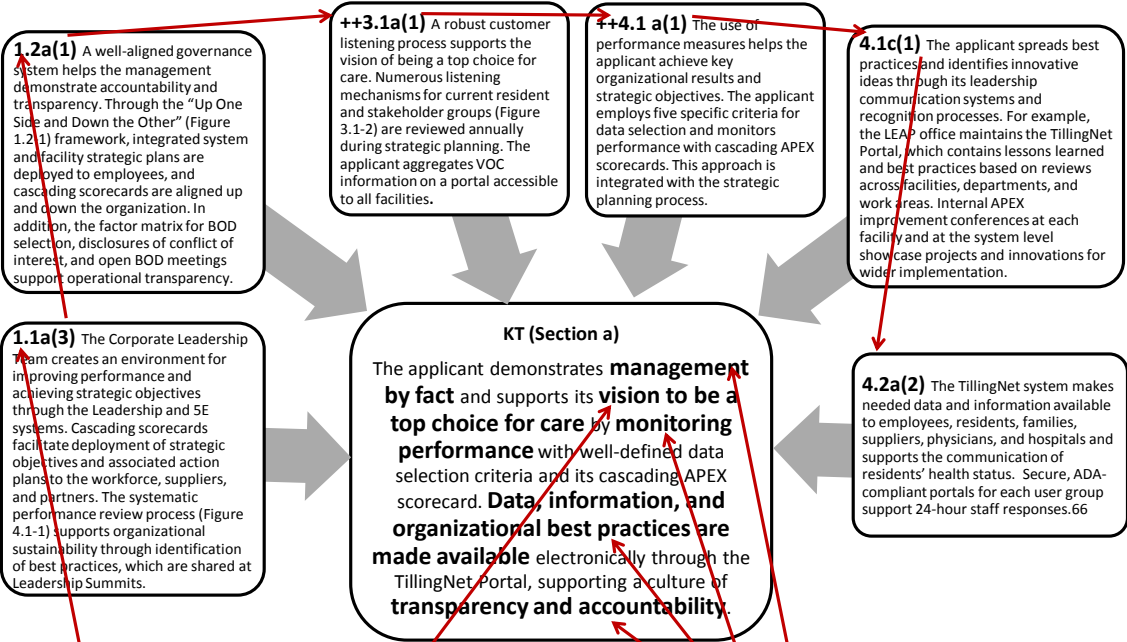 1.2a(1) A well-aligned governance
system helps the management
demonstrate accountability and
transparency. Through the “Up One
Side and Down the Other” (Figure
1.2-1) framework, integrated system
and facility strategic plans are
deployed to employees, and
cascading scorecards are aligned up
and down the organization. In
addition, the factor matrix for BOD
selection, disclosures of conflict of
interest, and open BOD meetings
support operational transparency.
++3.1a(1) A robust customer
listening process supports the
vision of being a top choice for
care. Numerous listening
mechanisms for current resident
and stakeholder groups (Figure
3.1-2) are reviewed annually
during strategic planning. The
applicant aggregates VOC
information on a portal accessible
to all facilities.
++4.1 a(1) The use of
performance measures helps the
applicant achieve key
organizational results and
strategic objectives. The applicant
employs five specific criteria for
data selection and monitors
performance with cascading APEX
scorecards. This approach is
integrated with the strategic
planning process.
4.1c(1) The applicant spreads best
practices and identifies innovative
ideas through its leadership
communication systems and
recognition processes. For example,
the LEAP office maintains the TillingNet
Portal, which contains lessons learned
and best practices based on reviews
across facilities, departments, and
work areas. Internal APEX
improvement conferences at each
facility and at the system level
showcase projects and innovations for
wider implementation.
1.1a(3) The Corporate Leadership
Team creates an environment for
improving performance and
achieving strategic objectives
through the Leadership and 5E
systems. Cascading scorecards
facilitate deployment of strategic
objectives and associated action
plans to the workforce, suppliers,
and partners. The systematic
performance review process (Figure
4.1-1) supports organizational
sustainability through identification
of best practices, which are shared at
Leadership Summits.
KT (Section a)
The applicant demonstrates management
by fact and supports its vision to be a
top choice for care by monitoring
performance with well-defined data
selection criteria and its cascading APEX
scorecard. Data, information, and
organizational best practices are
made available electronically through the
TillingNet Portal, supporting a culture of
transparency and accountability.
4.2a(2) The TillingNet system makes
needed data and information available
to employees, residents, families,
suppliers, physicians, and hospitals and
supports the communication of
residents’ health status. Secure, ADA-
compliant portals for each user group
support 24-hour staff responses.66